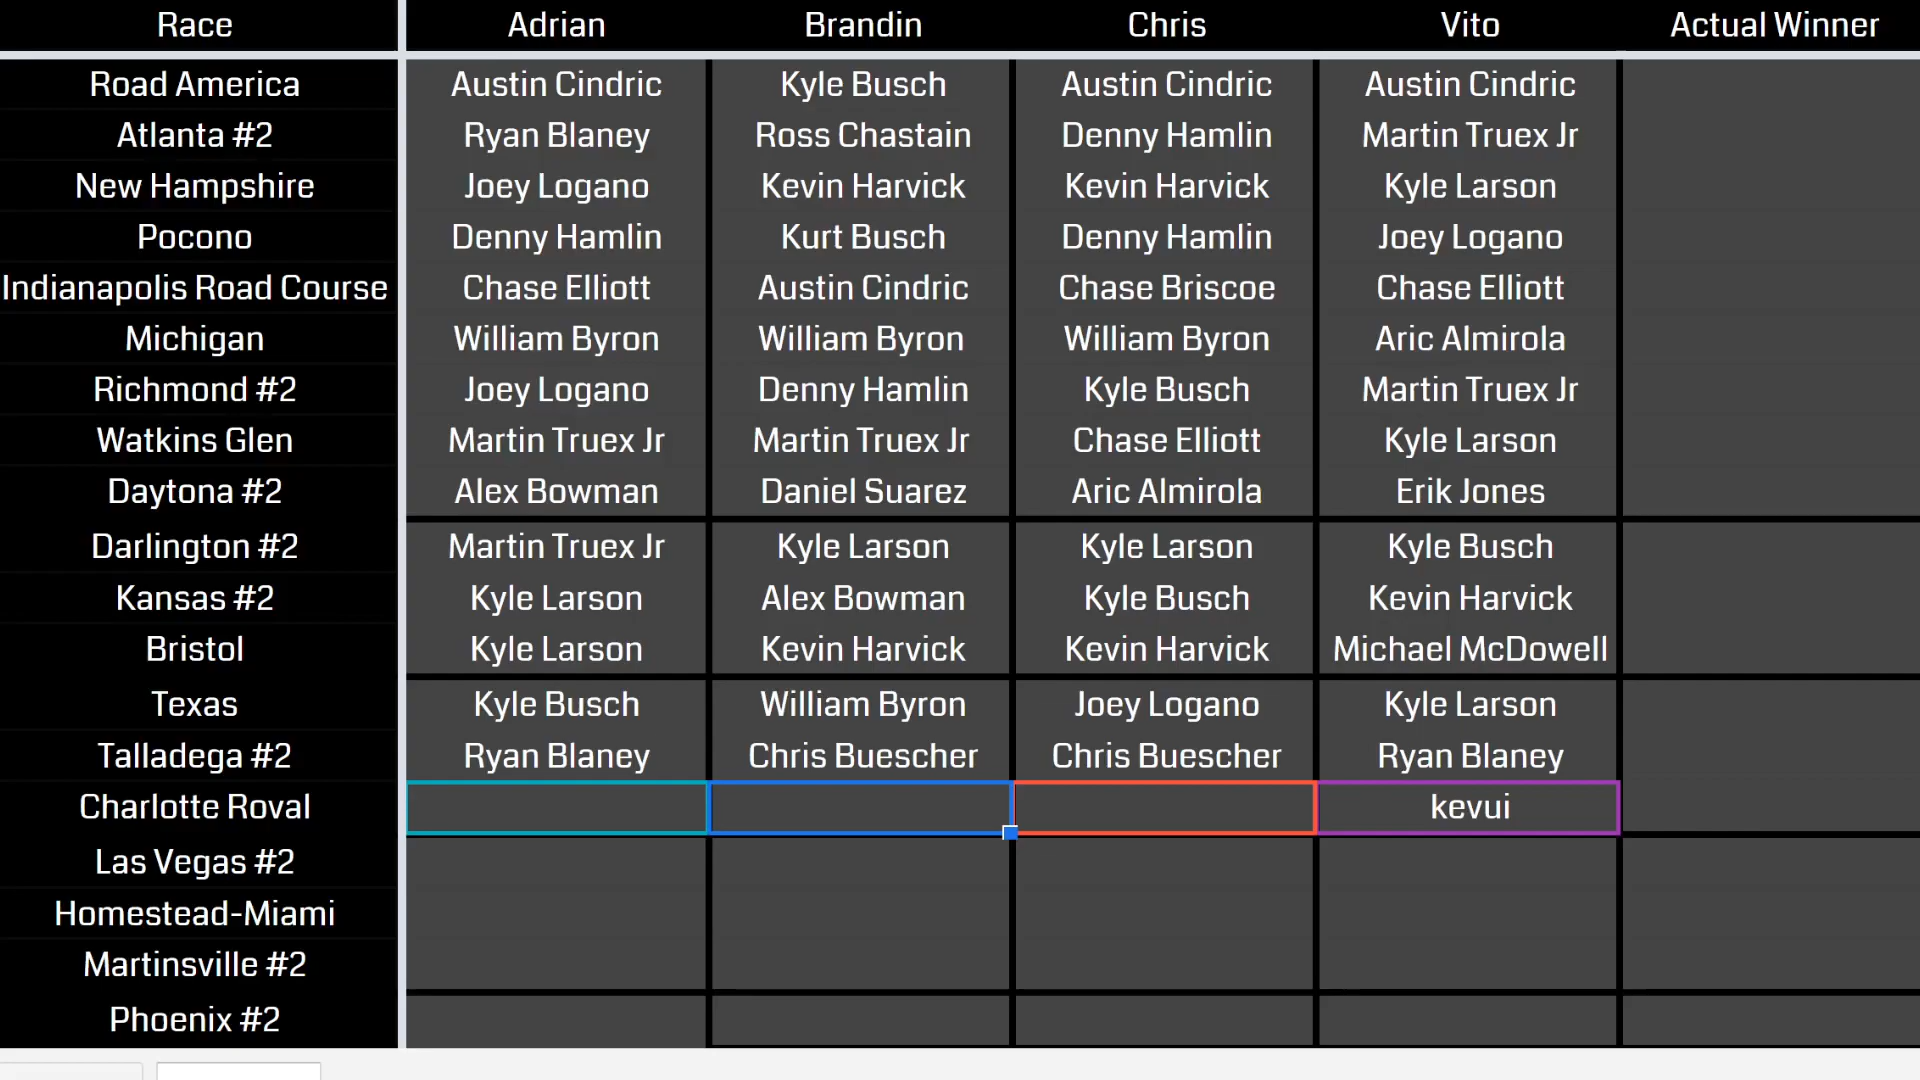 Race Adrian Brandin Chris Vito Actual Winner
Road America Austin Cindric Kyle Busch Austin Cindric Austin Cindric
Atlanta #2 Ryan Blaney Ross Chastain Denny Hamlin Martin Truex Jr
New Hampshire Joey Logano Kevin Harvick Kevin Harvick Kyle Larson
Pocono Denny Hamlin Kurt Busch Denny Hamlin Joey Logano
Indianapolis Road Course Chase Elliott Austin Cindric Chase Briscoe Chase Elliott
Michigan William Byron William Byron William Byron Aric Almirola
Richmond #2 Joey Logano Denny Hamlin Kyle Busch Martin Truex Jr
Watkins Glen Martin Truex Jr Martin Truex Jr Chase Elliott Kyle Larson
Daytona #2 Alex Bowman Daniel Suarez Aric Almirola Erik Jones
Darlington #2 Martin Truex Jr Kyle Larson Kyle Larson Kyle Busch
Kansas #2 Kyle Larson Alex Bowman Kyle Busch Kevin Harvick
Bristol Kyle Larson Kevin Harvick Kevin Harvick Michael McDowell
Texas Kyle Busch William Byron Joey Logano Kyle Larson
Talladega #2 Ryan Blaney Chris Buescher Chris Buescher Ryan Blaney
Charlotte Roval kevui
Las Vegas #2
Homestead-Miami
Martinsville #2
Phoenix #2